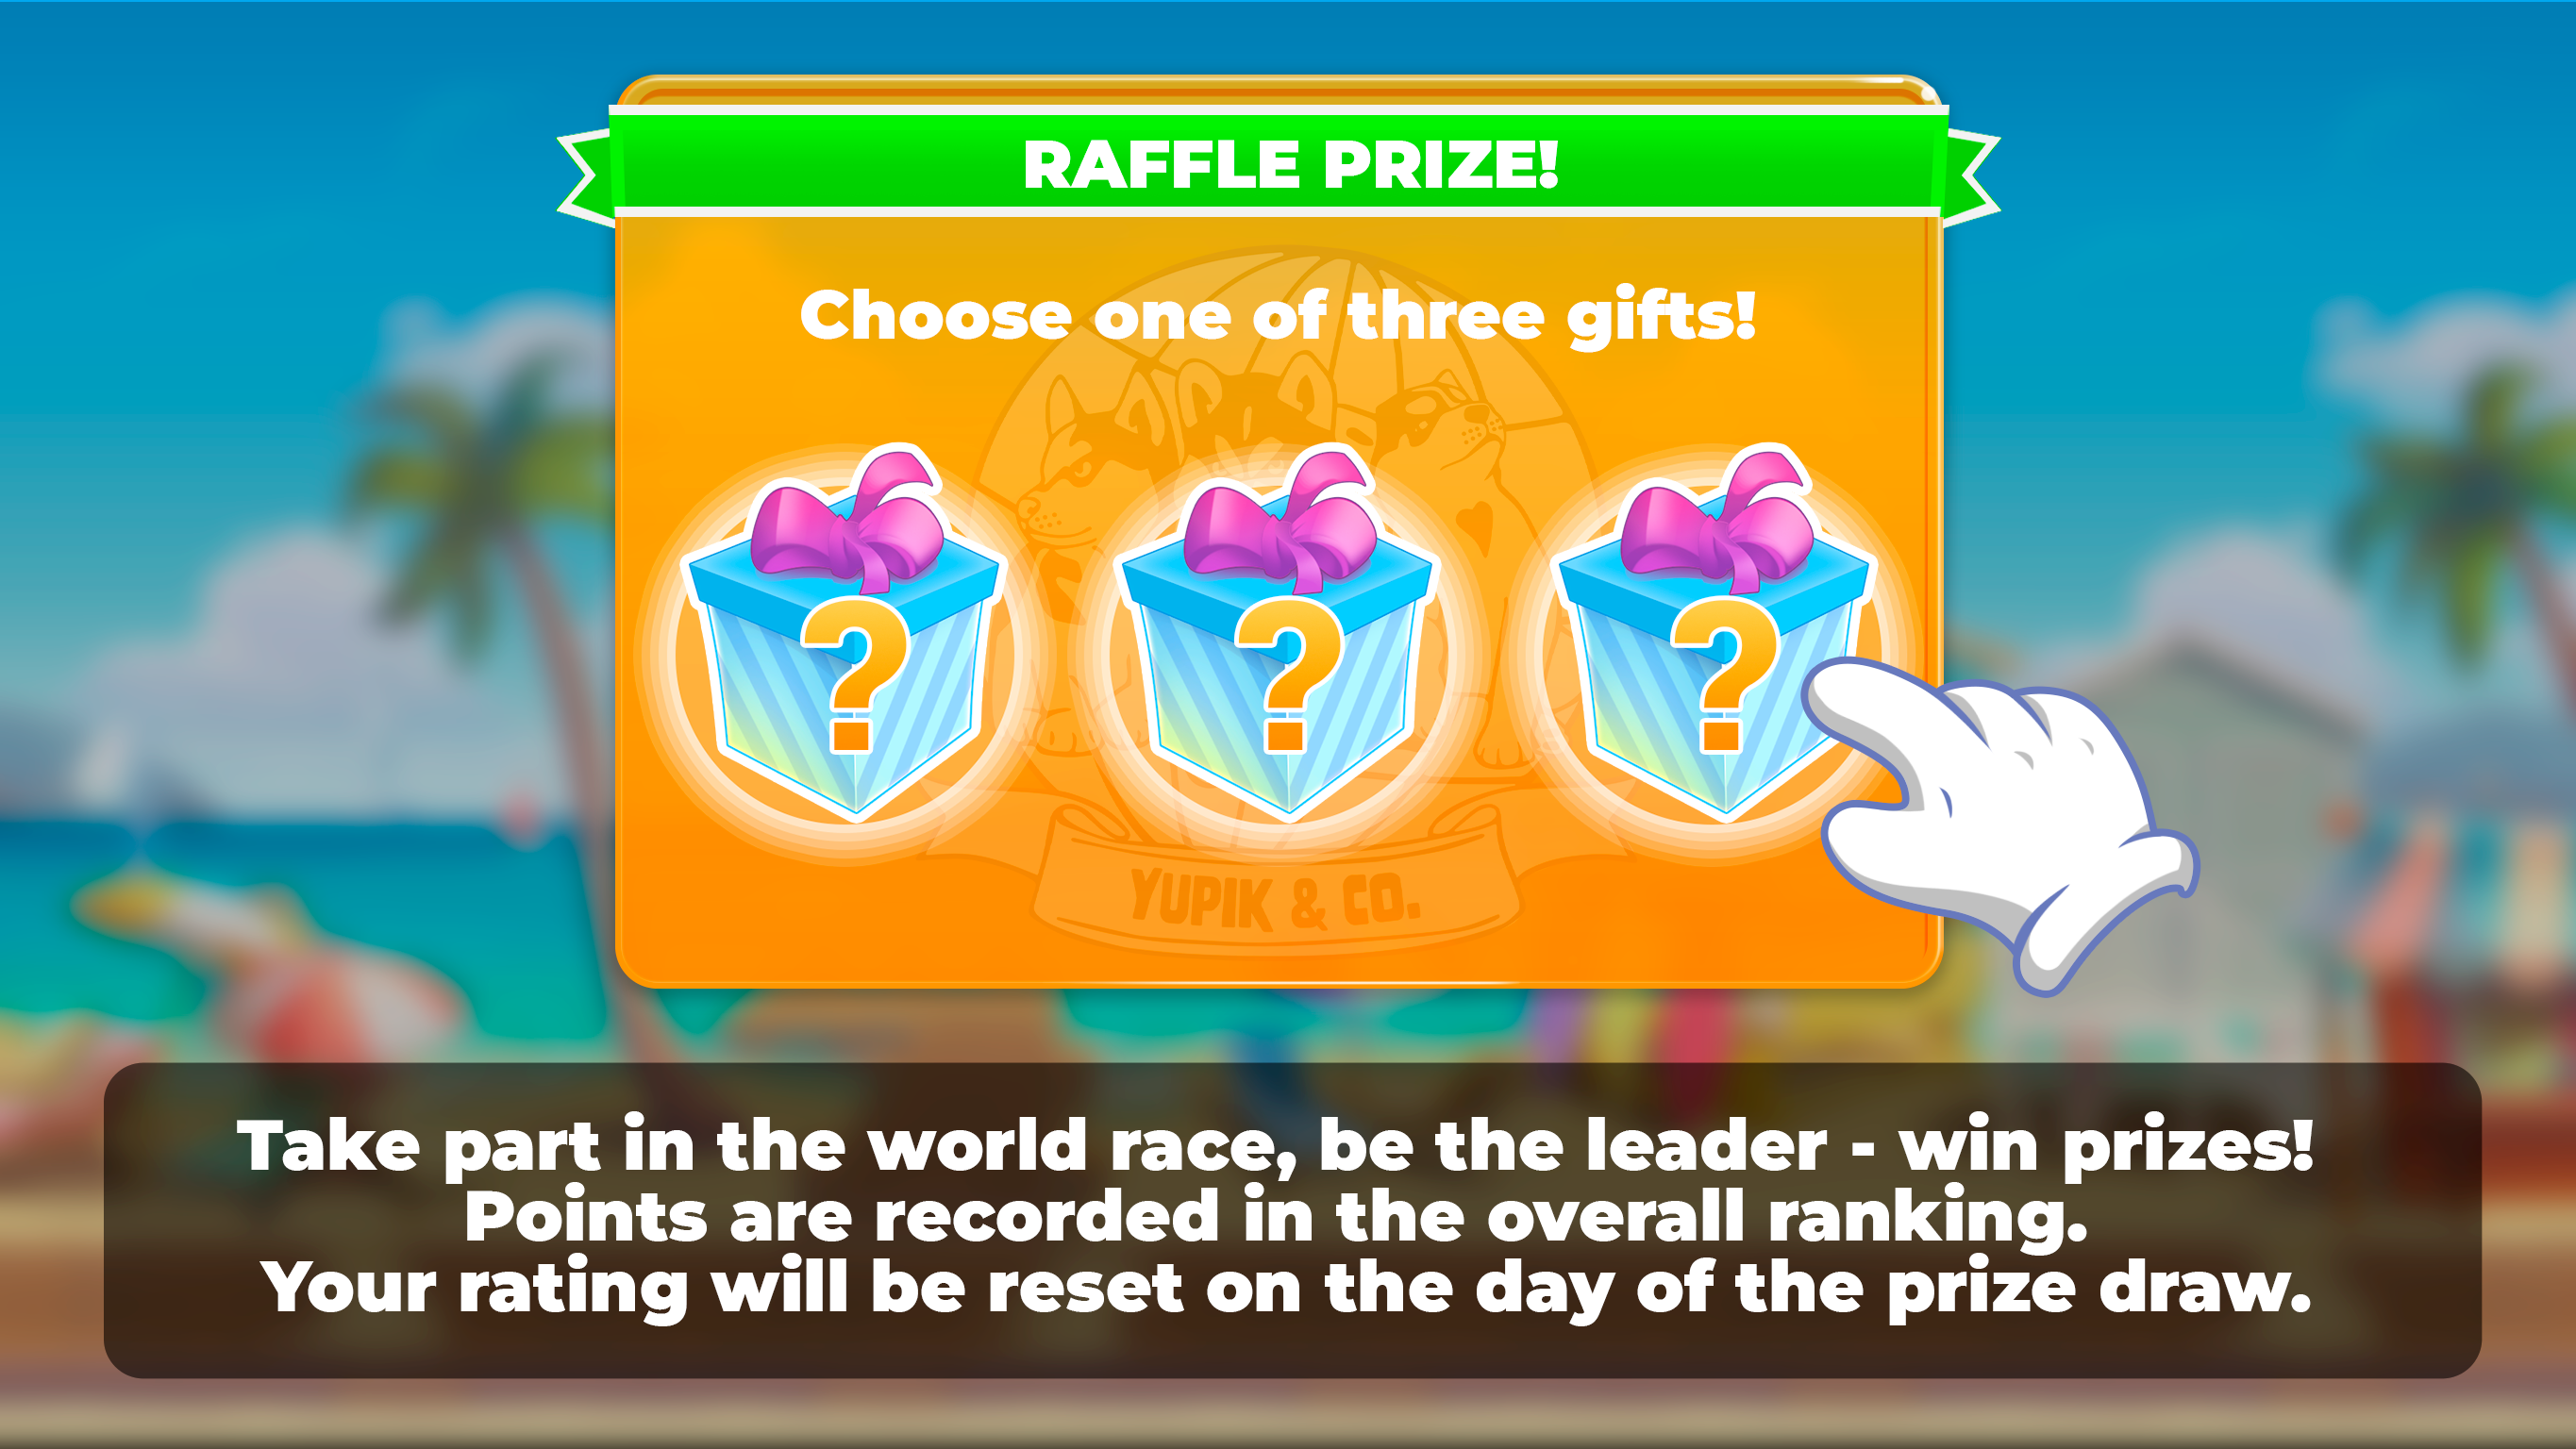 RAFFLE PRIZE!
Choose one of three gifts!
?
?
?
YUPIK & CO.
Take part in the world race, be the leader - win prizes!
Points are recorded in the overall ranking.
Your rating will be reset on the day of the prize draw.